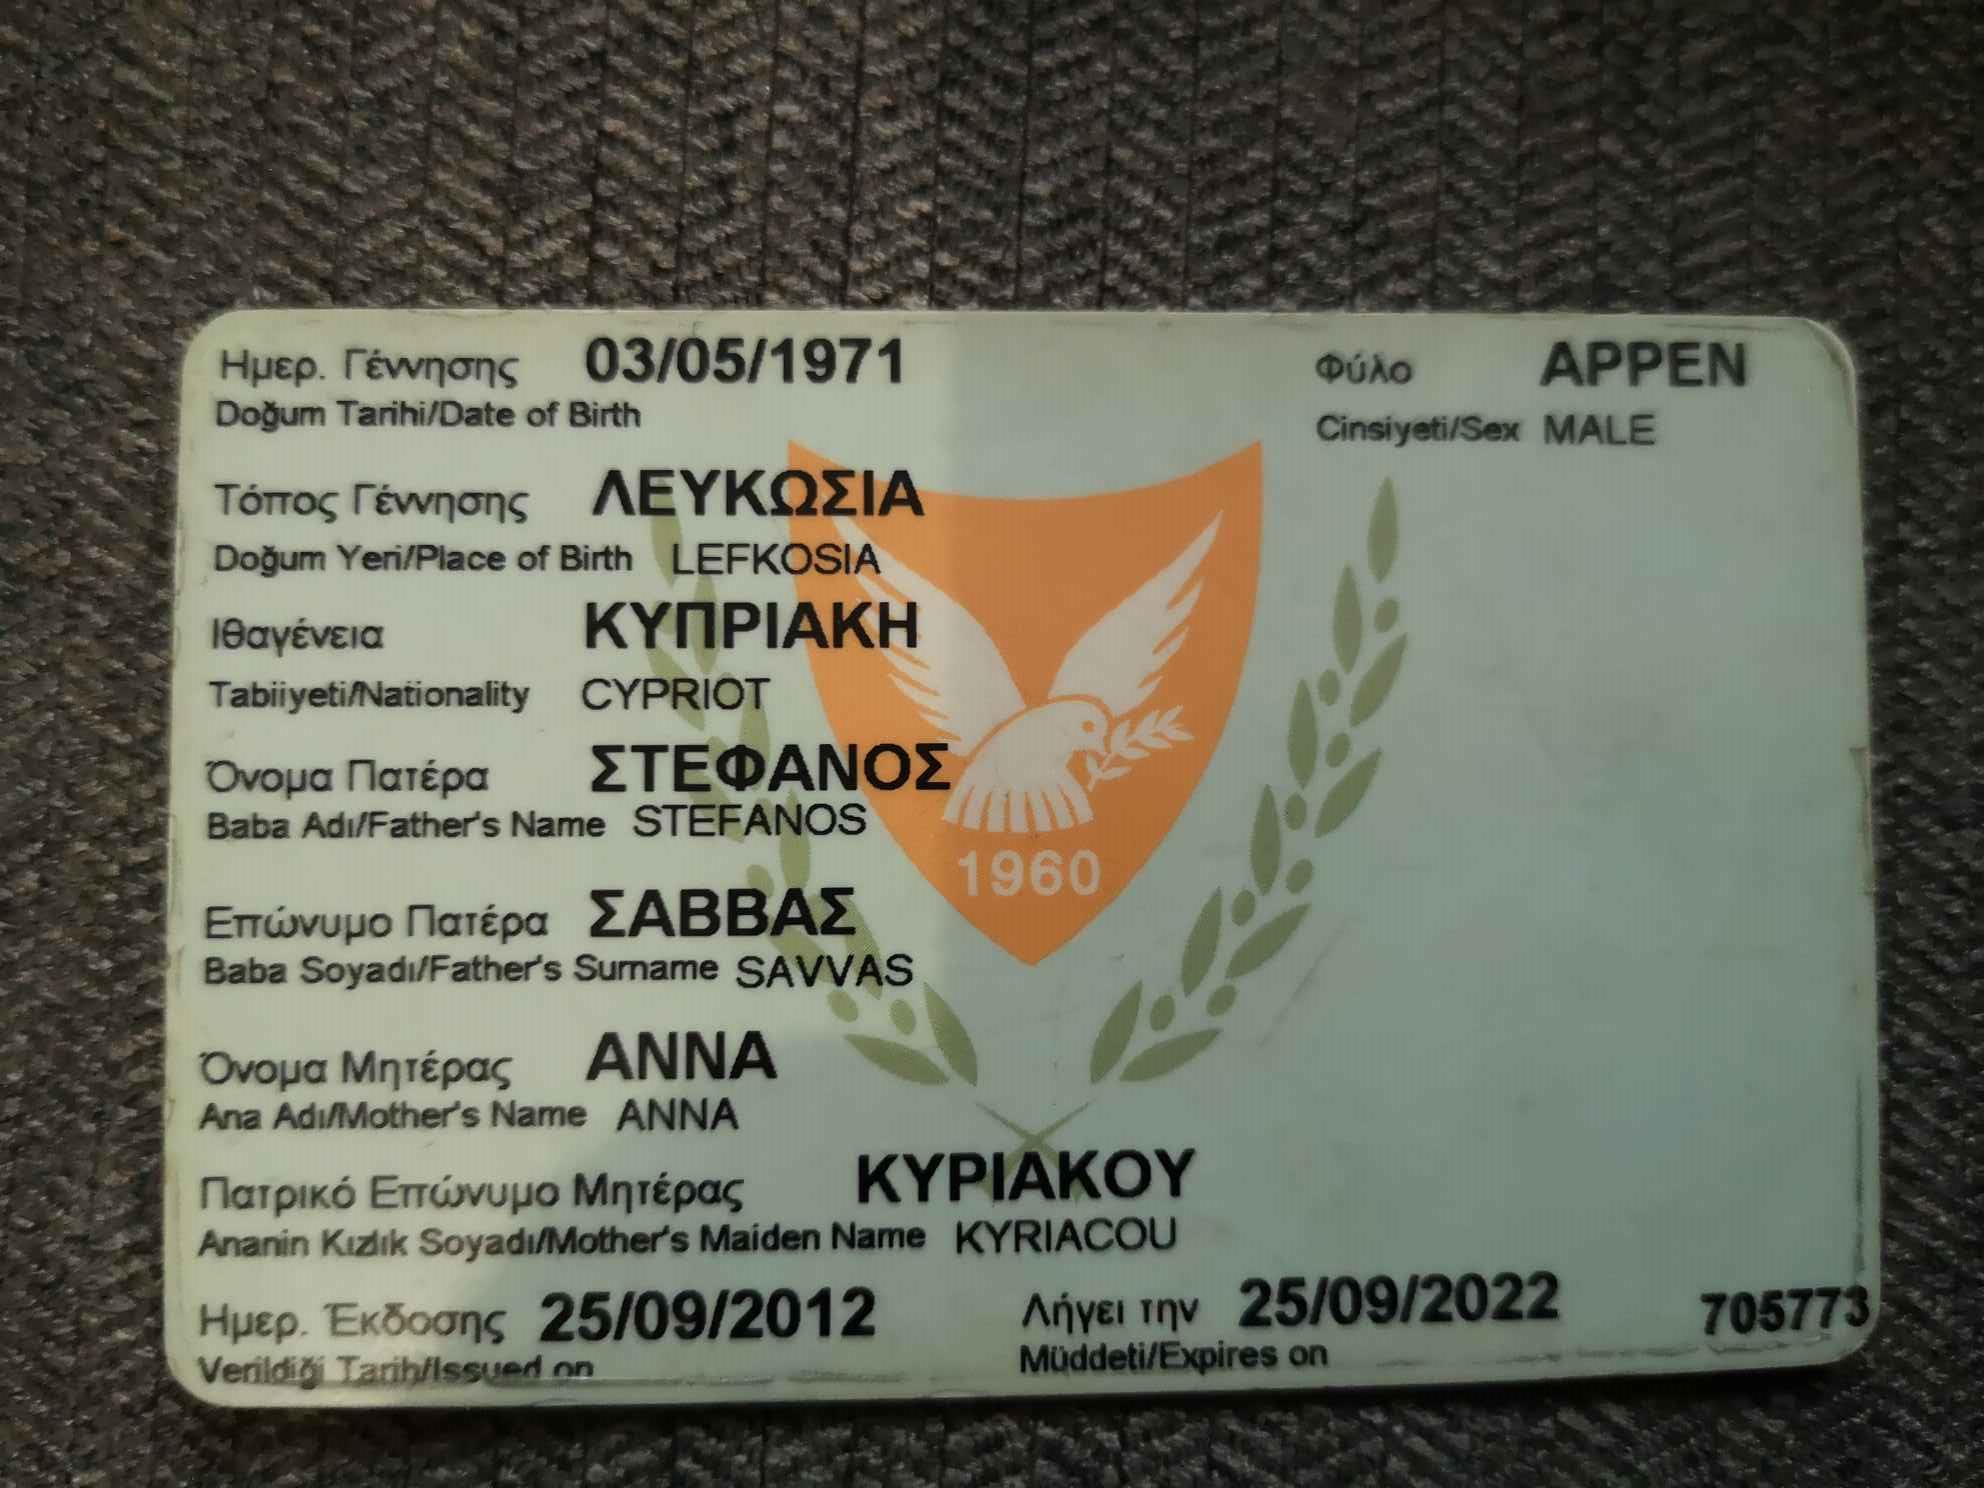 Ημερ. Γέννησης 03/05/1971 Φύλο ΑΡΡΕΝ
Doğum Tarihi/Date of Birth Cinsiyeti/Sex MALE
Τόπος Γέννησης ΛΕΥΚΩΣΙΑ
Doğum Yeri/Place of Birth LEFKOSIA
Ιθαγένεια ΚΥΠΡΙΑΚΗ
Tabiiyeti/Nationality CYPRIOT
Όνομα Πατέρα ΣΤΕΦΑΝΟΣ
Baba Adı/Father's Name STEFANOS
1960
Επώνυμο Πατέρα ΣΑΒΒΑΣ
Baba Soyadı/Father's Surname SAVVAS
Όνομα Μητέρας ΑΝΝΑ
Ana Adı/Mother's Name ANNA
Πατρικό Επώνυμο Μητέρας ΚΥΡΙΑΚΟΥ
Ananin Kızlık Soyadı/Mother's Maiden Name KYRIACOU
Ημερ. Έκδοσης 25/09/2012 Λήγει την 25/09/2022 705773
Verildiği Tarih/Issued on Müddeti/Expires on